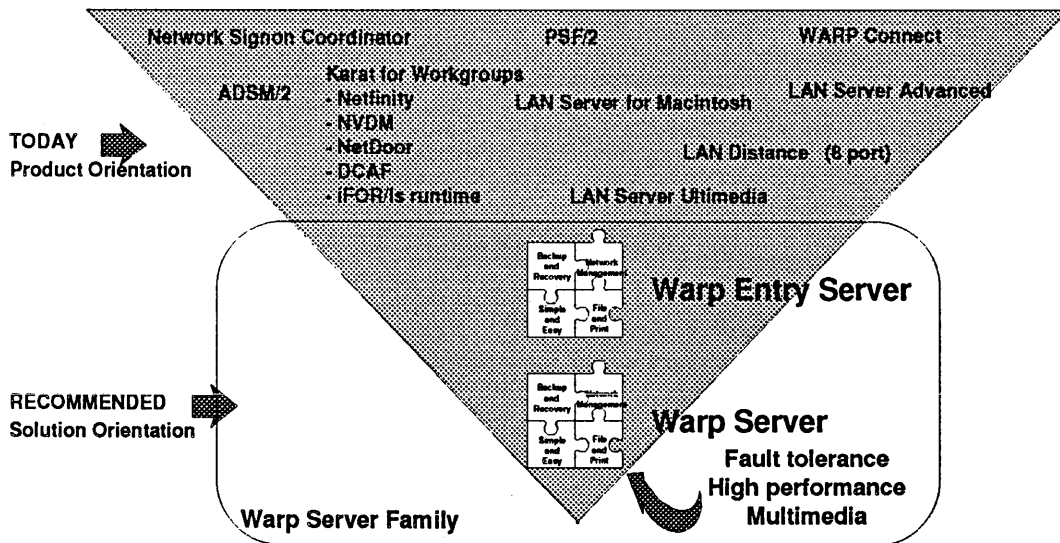 Network Signon Coordinator
PSF/2
WARP Connect
ADSM/2
Karat for Workgroups
- Netfinity
- NVDM
- NetDoor
- DCAF
- iFOR/ls runtime
LAN Server for Macintosh
LAN Server Advanced
LAN Distance (8 port)
LAN Server Ultimedia
TODAY
Product Orientation
Backup
and
Recovery
Network
Management
Simple
and
Easy
File
and
Print
Warp Entry Server
Backup
and
Recovery
Network
Management
Simple
and
Easy
File
and
Print
Warp Server
RECOMMENDED
Solution Orientation
Fault tolerance
High performance
Multimedia
Warp Server Family